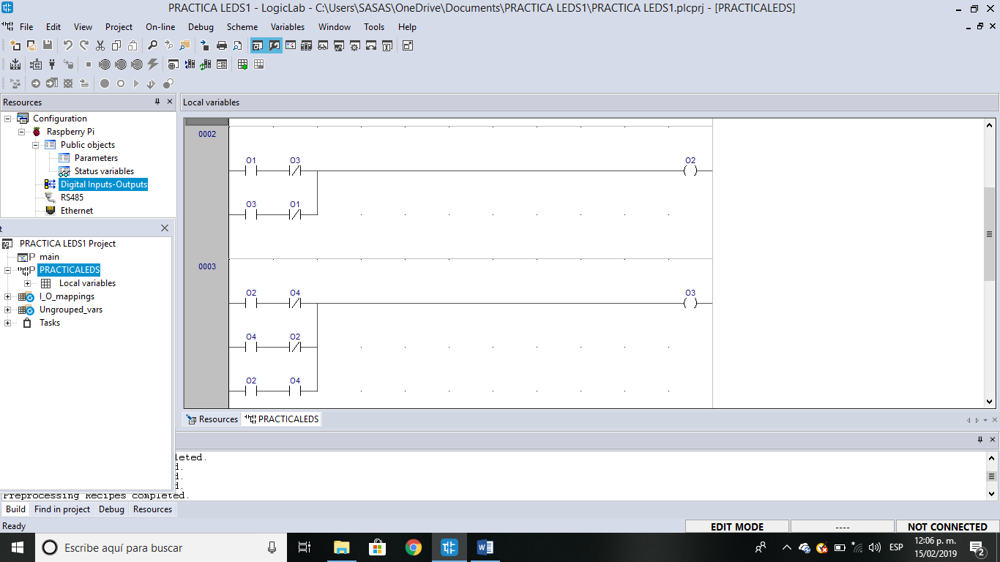 PRACTICA LEDS1 - LogicLab - C:\Users\SASAS\OneDrive\Documents\PRACTICA LEDS1\PRACTICA LEDS1.plcprj - [PRACTICALEDS]
File Edit View Project On-line Debug Scheme Variables Window Tools Help
Resources
Configuration
Raspberry Pi
Public objects
Parameters
Status variables
Digital Inputs-Outputs
RS485
Ethernet
t
PRACTICA LEDS1 Project
P main
P PRACTICALEDS
Local variables
I_O_mappings
Ungrouped_vars
Tasks
Local variables
0002
O1 O3 O2
O3 O1
0003
O2 O4 O3
O4 O2
O2 O4
Resources PRACTICALEDS
leted.
d.
d.
d.
Preprocessing Recipes completed.
Build Find in project Debug Resources
Ready EDIT MODE ---- NOT CONNECTED
Escribe aquí para buscar
ESP
12:06 p. m.
15/02/2019
2